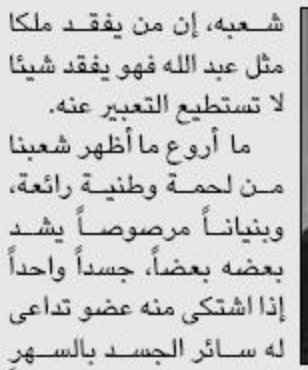 شعبه، إن من يفقد ملكا
مثل عبد الله فهو يفقد شيئا
لا تستطيع التعبير عنه.
ما أروع ما أظهر شعبنا
من لحمة وطنية رائعة،
وبنياناً مرصوصاً يشد
بعضه بعضاً، جسداً واحداً
إذا اشتكى منه عضو تداعى
له سائر الجسد بالسهر